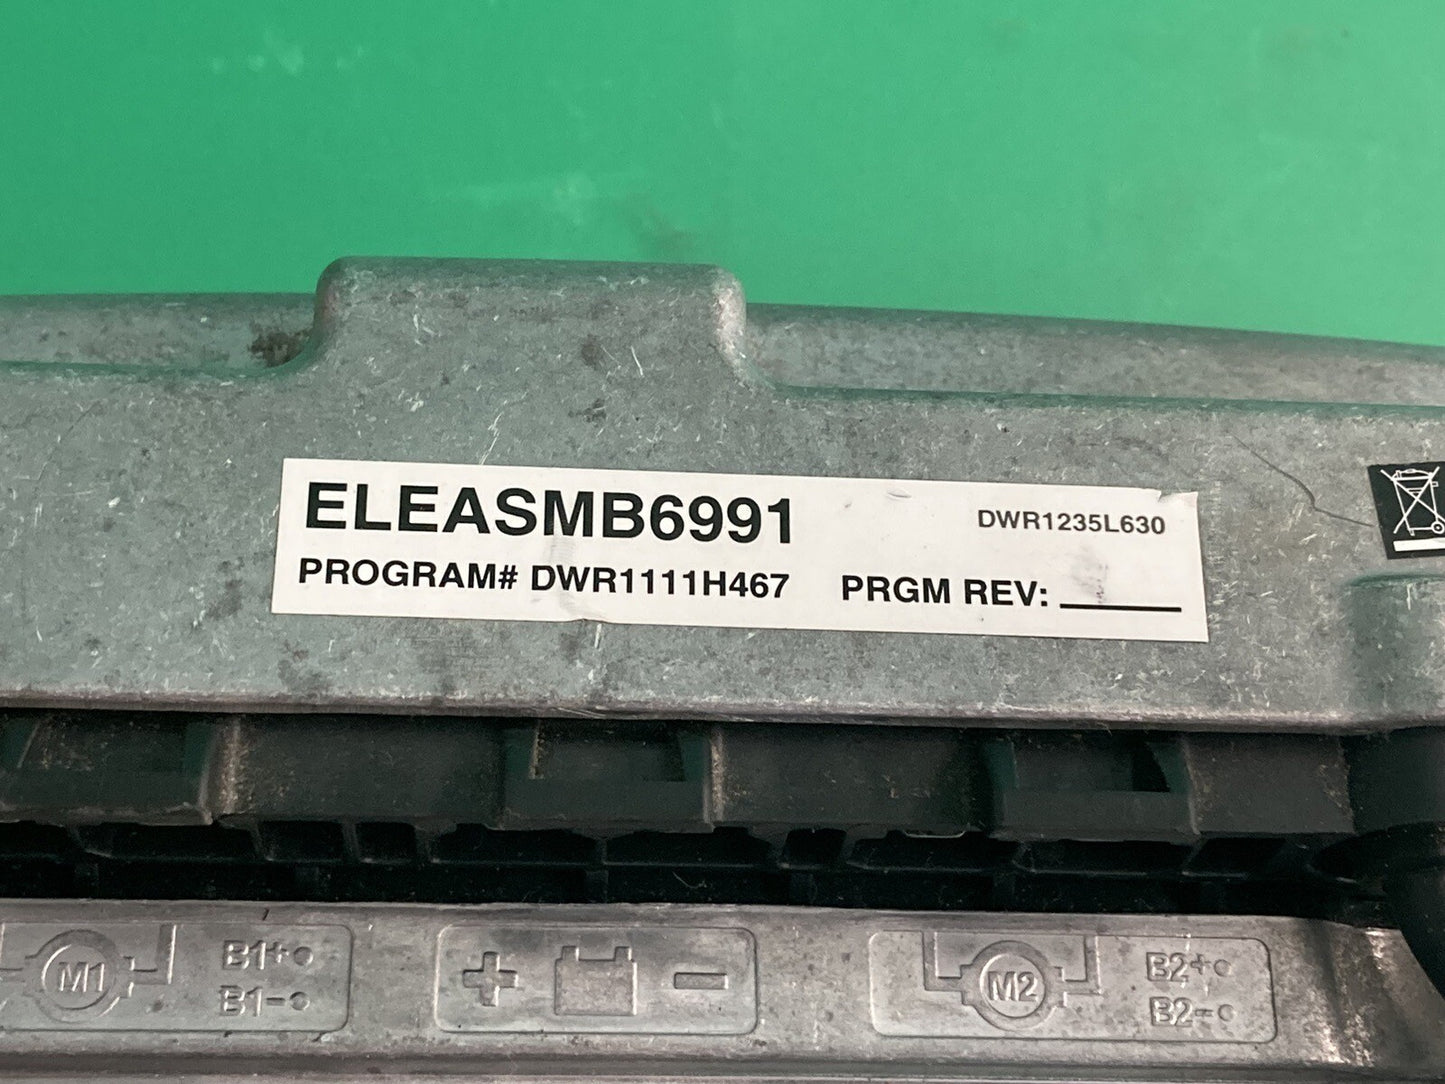 ELEASMB6991
DWR1235L630
PROGRAM# DWR1111H467 PRGM REV:
M1 B1+
B1-
+ -
M2 B2+
B2-